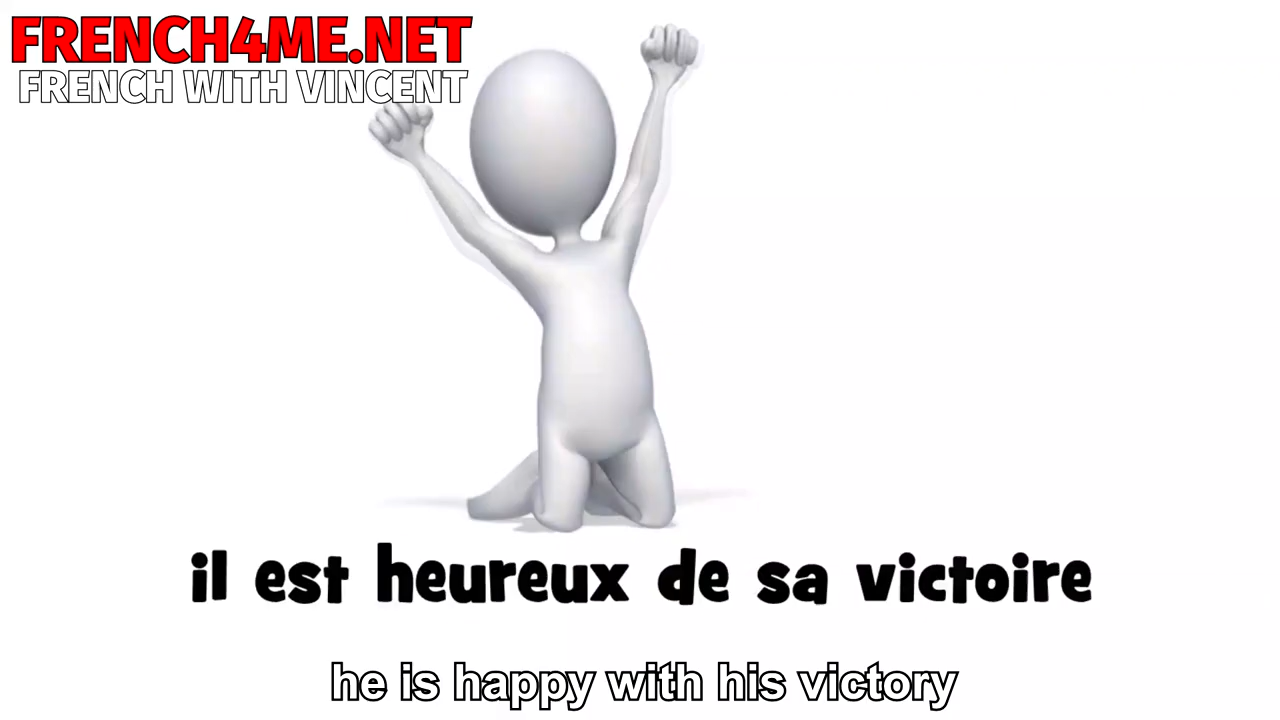 FRENCH4ME.NET
FRENCH WITH VINCENT
il est heureux de sa victoire
he is happy with his victory